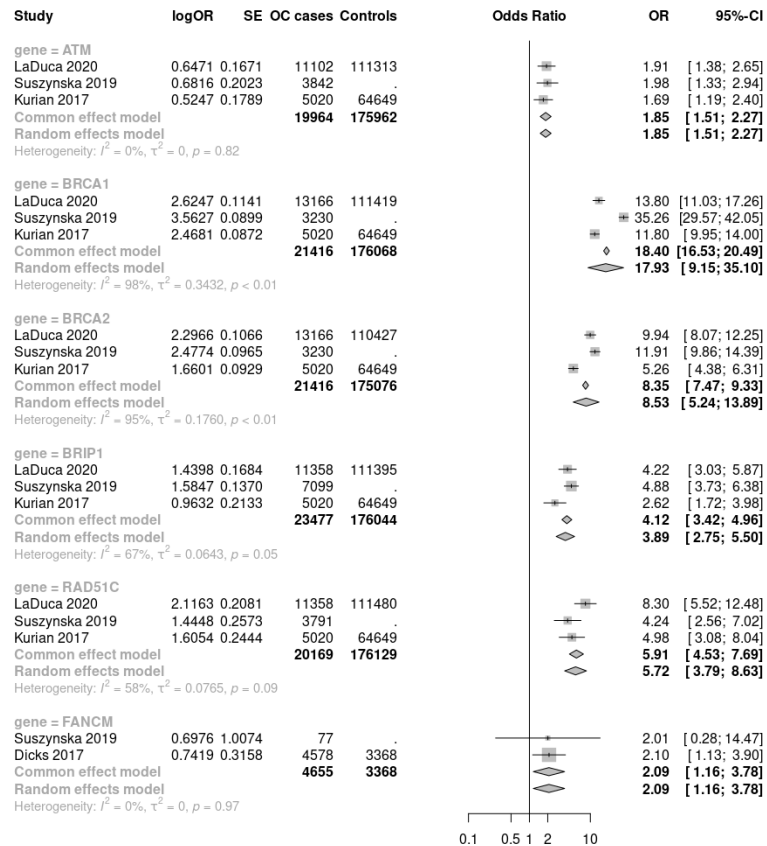 Study logOR SE OC cases Controls Odds Ratio OR 95%-CI
gene = ATM
LaDuca 2020 0.6471 0.1671 11102 111313 1.91 [1.38; 2.65]
Suszynska 2019 0.6816 0.2023 3842 . 1.98 [1.33; 2.94]
Kurian 2017 0.5247 0.1789 5020 64649 1.69 [1.19; 2.40]
Common effect model 19964 175962 1.85 [1.51; 2.27]
Random effects model 1.85 [1.51; 2.27]
Heterogeneity: I² = 0%, τ² = 0, p = 0.82
gene = BRCA1
LaDuca 2020 2.6247 0.1141 13166 111419 13.80 [11.03; 17.26]
Suszynska 2019 3.5627 0.0899 3230 . 35.26 [29.57; 42.05]
Kurian 2017 2.4681 0.0872 5020 64649 11.80 [9.95; 14.00]
Common effect model 21416 176068 18.40 [16.53; 20.49]
Random effects model 17.93 [9.15; 35.10]
Heterogeneity: I² = 98%, τ² = 0.3432, p < 0.01
gene = BRCA2
LaDuca 2020 2.2966 0.1066 13166 110427 9.94 [8.07; 12.25]
Suszynska 2019 2.4774 0.0965 3230 . 11.91 [9.86; 14.39]
Kurian 2017 1.6601 0.0929 5020 64649 5.26 [4.38; 6.31]
Common effect model 21416 175076 8.35 [7.47; 9.33]
Random effects model 8.53 [5.24; 13.89]
Heterogeneity: I² = 95%, τ² = 0.1760, p < 0.01
gene = BRIP1
LaDuca 2020 1.4398 0.1684 11358 111395 4.22 [3.03; 5.87]
Suszynska 2019 1.5847 0.1370 7099 . 4.88 [3.73; 6.38]
Kurian 2017 0.9632 0.2133 5020 64649 2.62 [1.72; 3.98]
Common effect model 23477 176044 4.12 [3.42; 4.96]
Random effects model 3.89 [2.75; 5.50]
Heterogeneity: I² = 67%, τ² = 0.0643, p = 0.05
gene = RAD51C
LaDuca 2020 2.1163 0.2081 11358 111480 8.30 [5.52; 12.48]
Suszynska 2019 1.4448 0.2573 3791 . 4.24 [2.56; 7.02]
Kurian 2017 1.6054 0.2444 5020 64649 4.98 [3.08; 8.04]
Common effect model 20169 176129 5.91 [4.53; 7.69]
Random effects model 5.72 [3.79; 8.63]
Heterogeneity: I² = 58%, τ² = 0.0765, p = 0.09
gene = FANCM
Suszynska 2019 0.6976 1.0074 77 . 2.01 [0.28; 14.47]
Dicks 2017 0.7419 0.3158 4578 3368 2.10 [1.13; 3.90]
Common effect model 4655 3368 2.09 [1.16; 3.78]
Random effects model 2.09 [1.16; 3.78]
Heterogeneity: I² = 0%, τ² = 0, p = 0.97
0.1 0.5 1 2 10